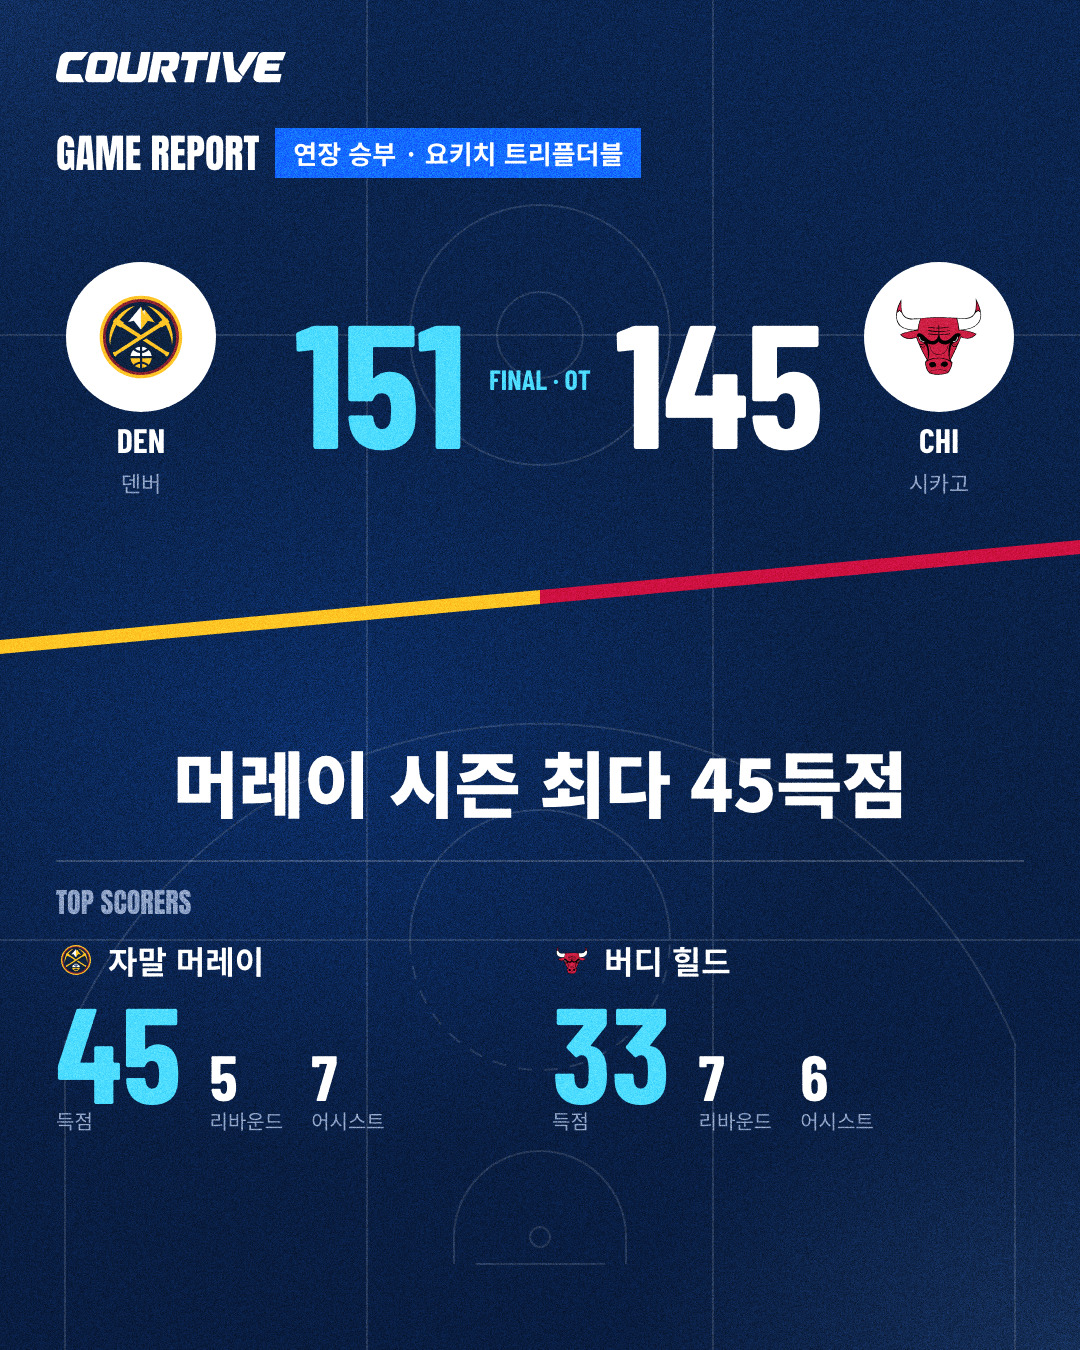 COURTIVE
GAME REPORT 연장 승부 · 요키치 트리플더블
151 FINAL · OT 145
DEN CHI
덴버 시카고
머레이 시즌 최다 45득점
TOP SCORERS
자말 머레이
45 5 7
득점 리바운드 어시스트
버디 힐드
33 7 6
득점 리바운드 어시스트